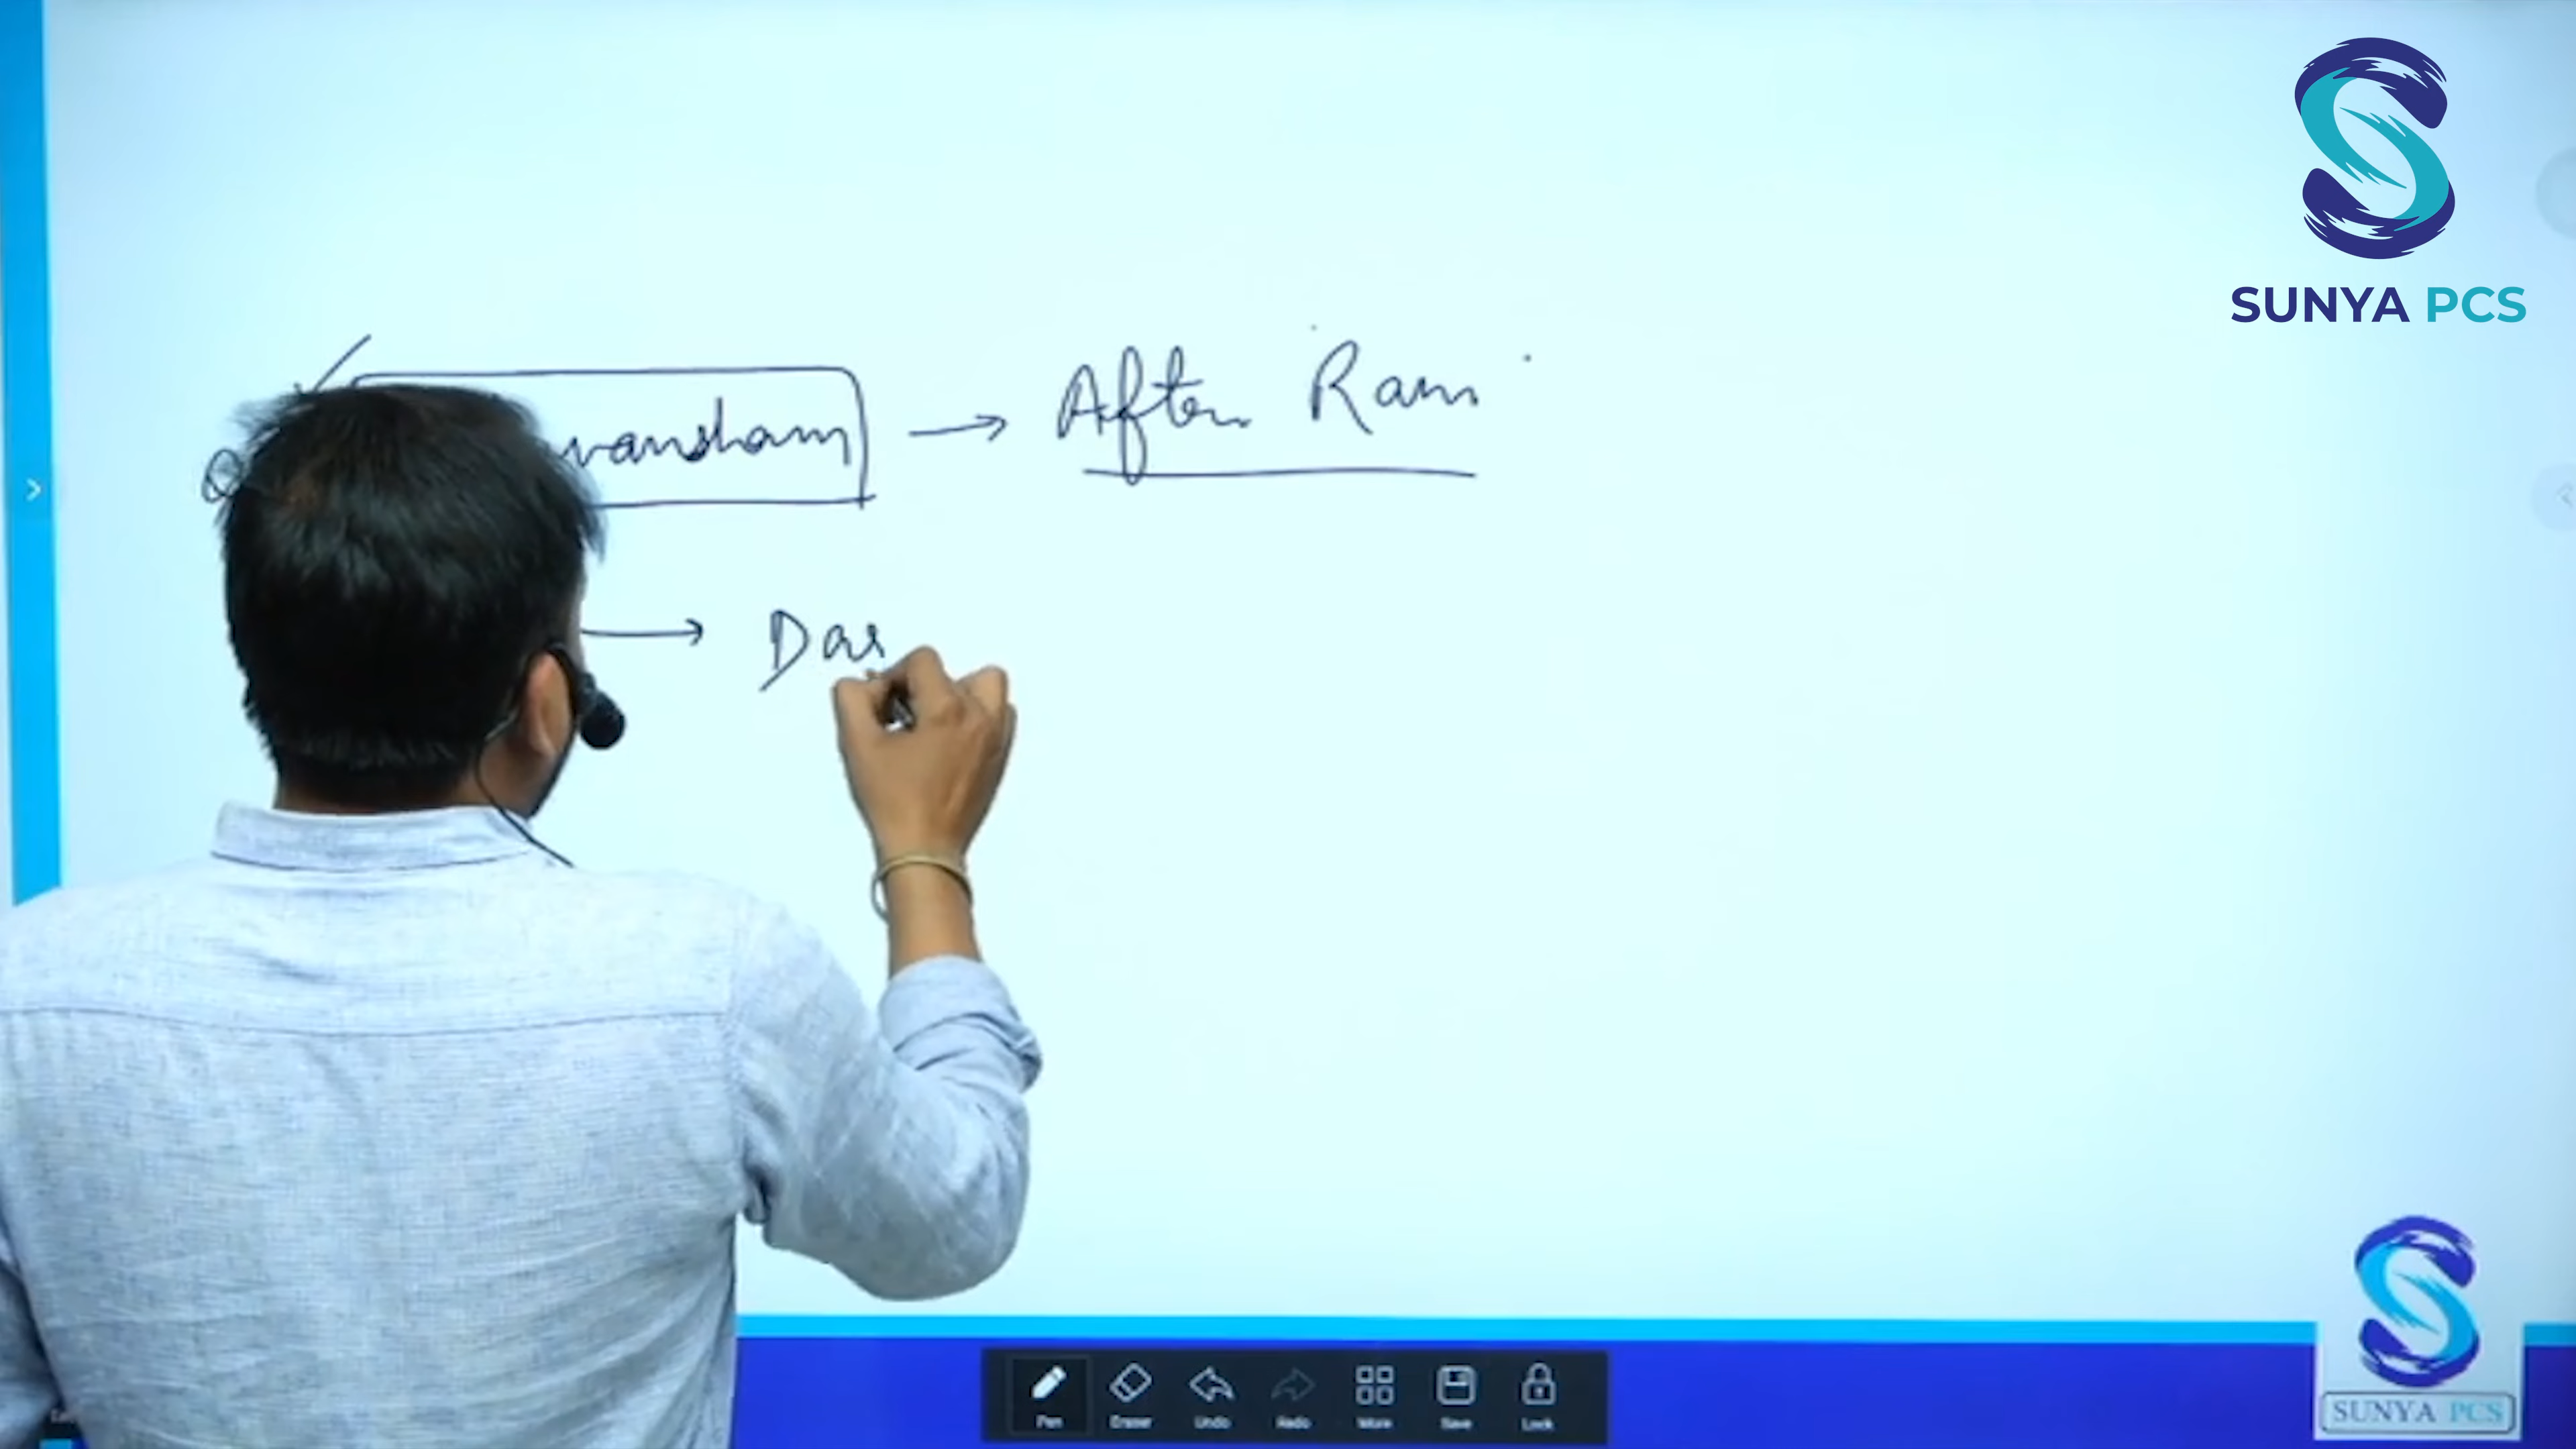 SUNYA PCS
vansham → After Ram
→ Das
Pen Eraser Undo Redo More Save Lock
SUNYA PCS